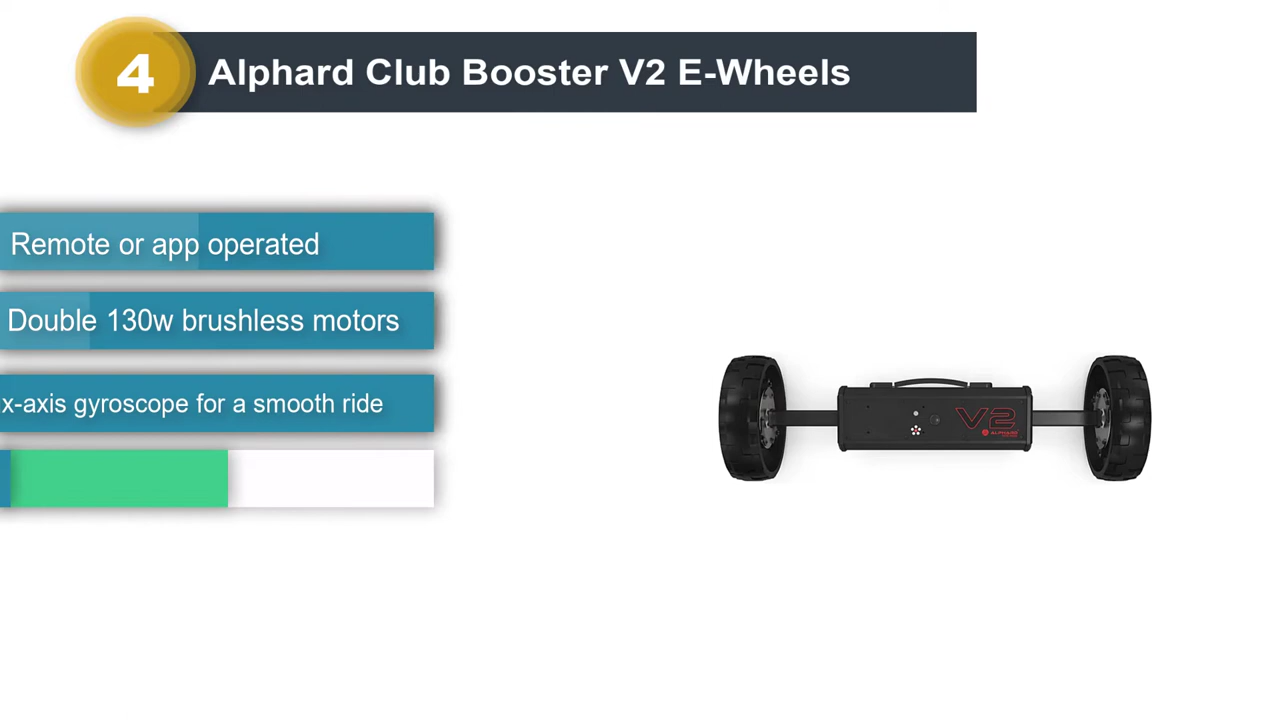 4
Alphard Club Booster V2 E-Wheels
Remote or app operated
Double 130w brushless motors
x-axis gyroscope for a smooth ride
V2
ALPHARD